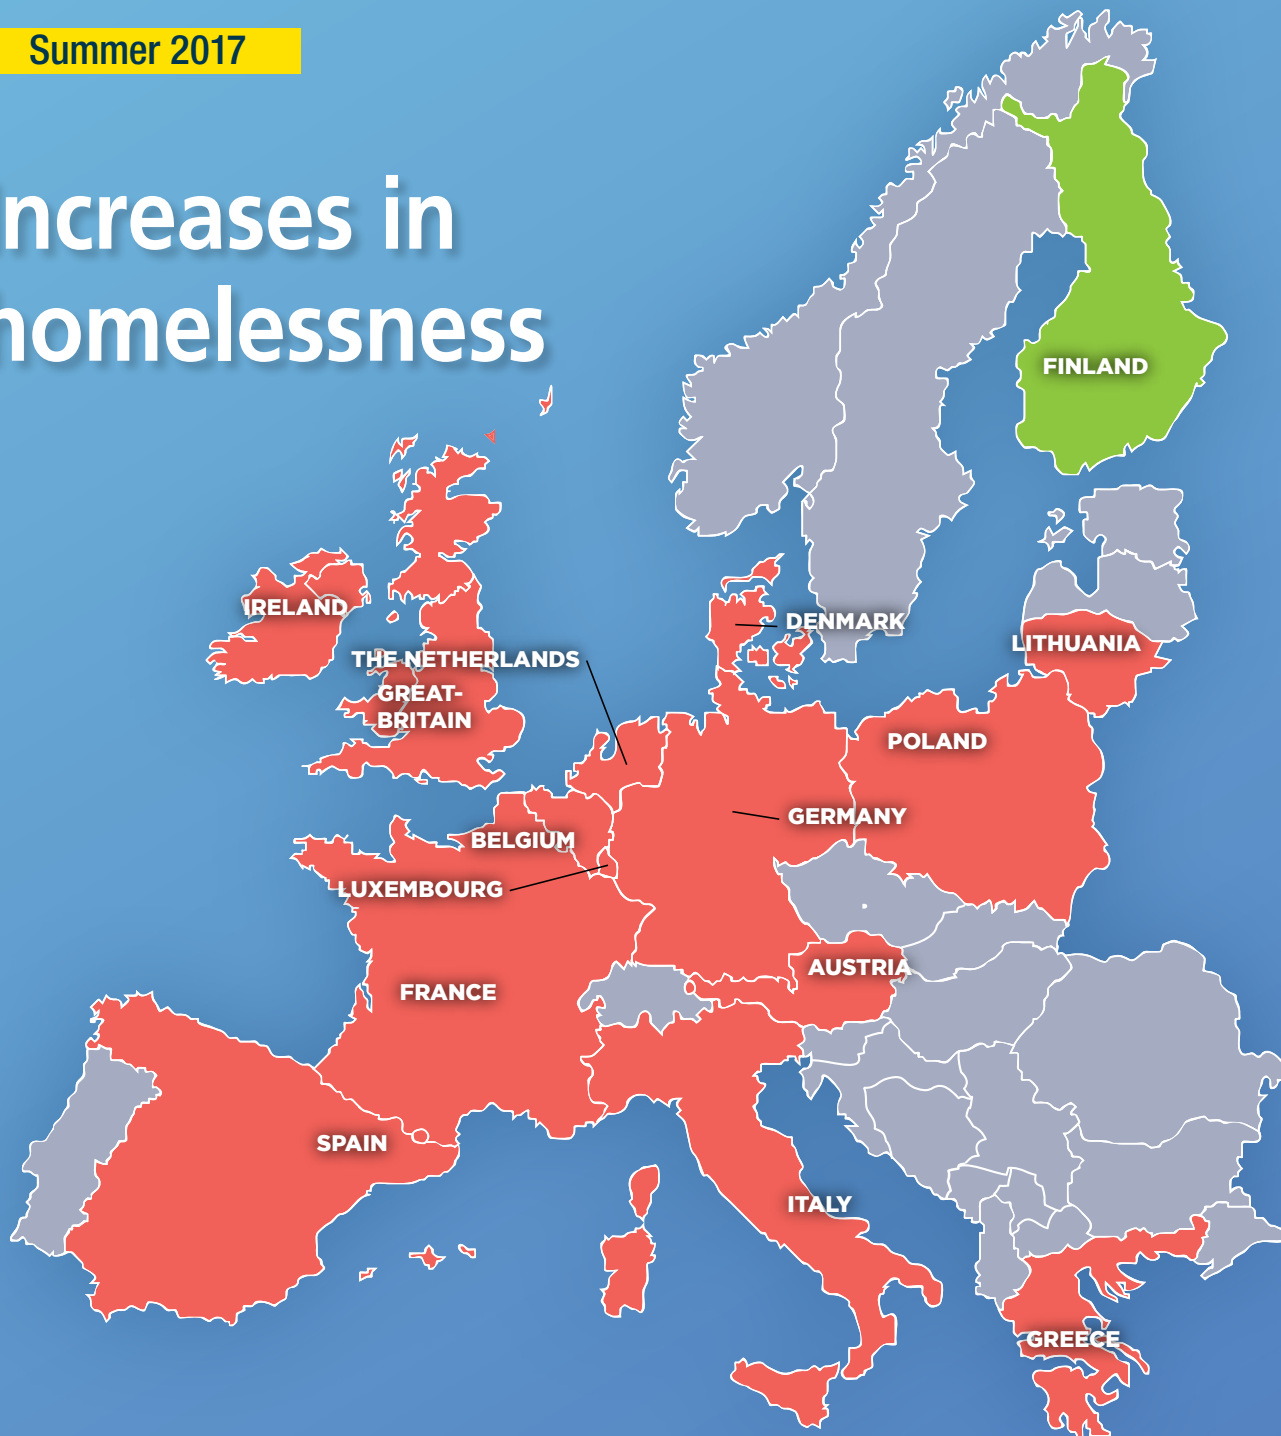 Summer 2017
ncreases in
homelessness
FINLAND
IRELAND
DENMARK
LITHUANIA
THE NETHERLANDS
GREAT-
BRITAIN
POLAND
GERMANY
BELGIUM
LUXEMBOURG
AUSTRIA
FRANCE
SPAIN
ITALY
GREECE